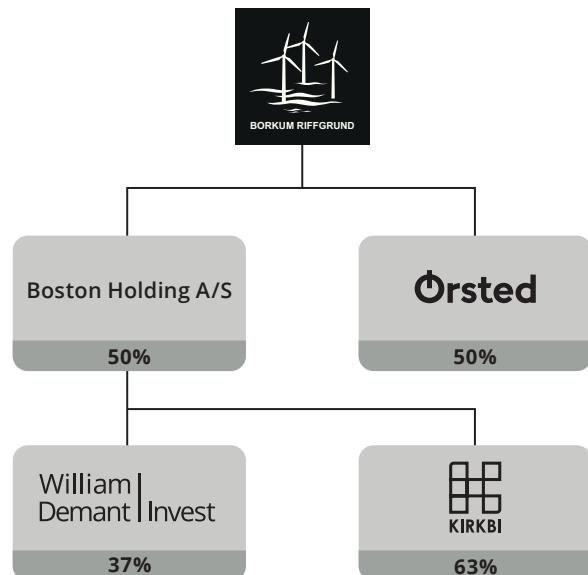 BORKUM RIFFGRUND
Boston Holding A/S
50%
Ørsted
50%
William
Demant Invest
37%
KIRKBI
63%